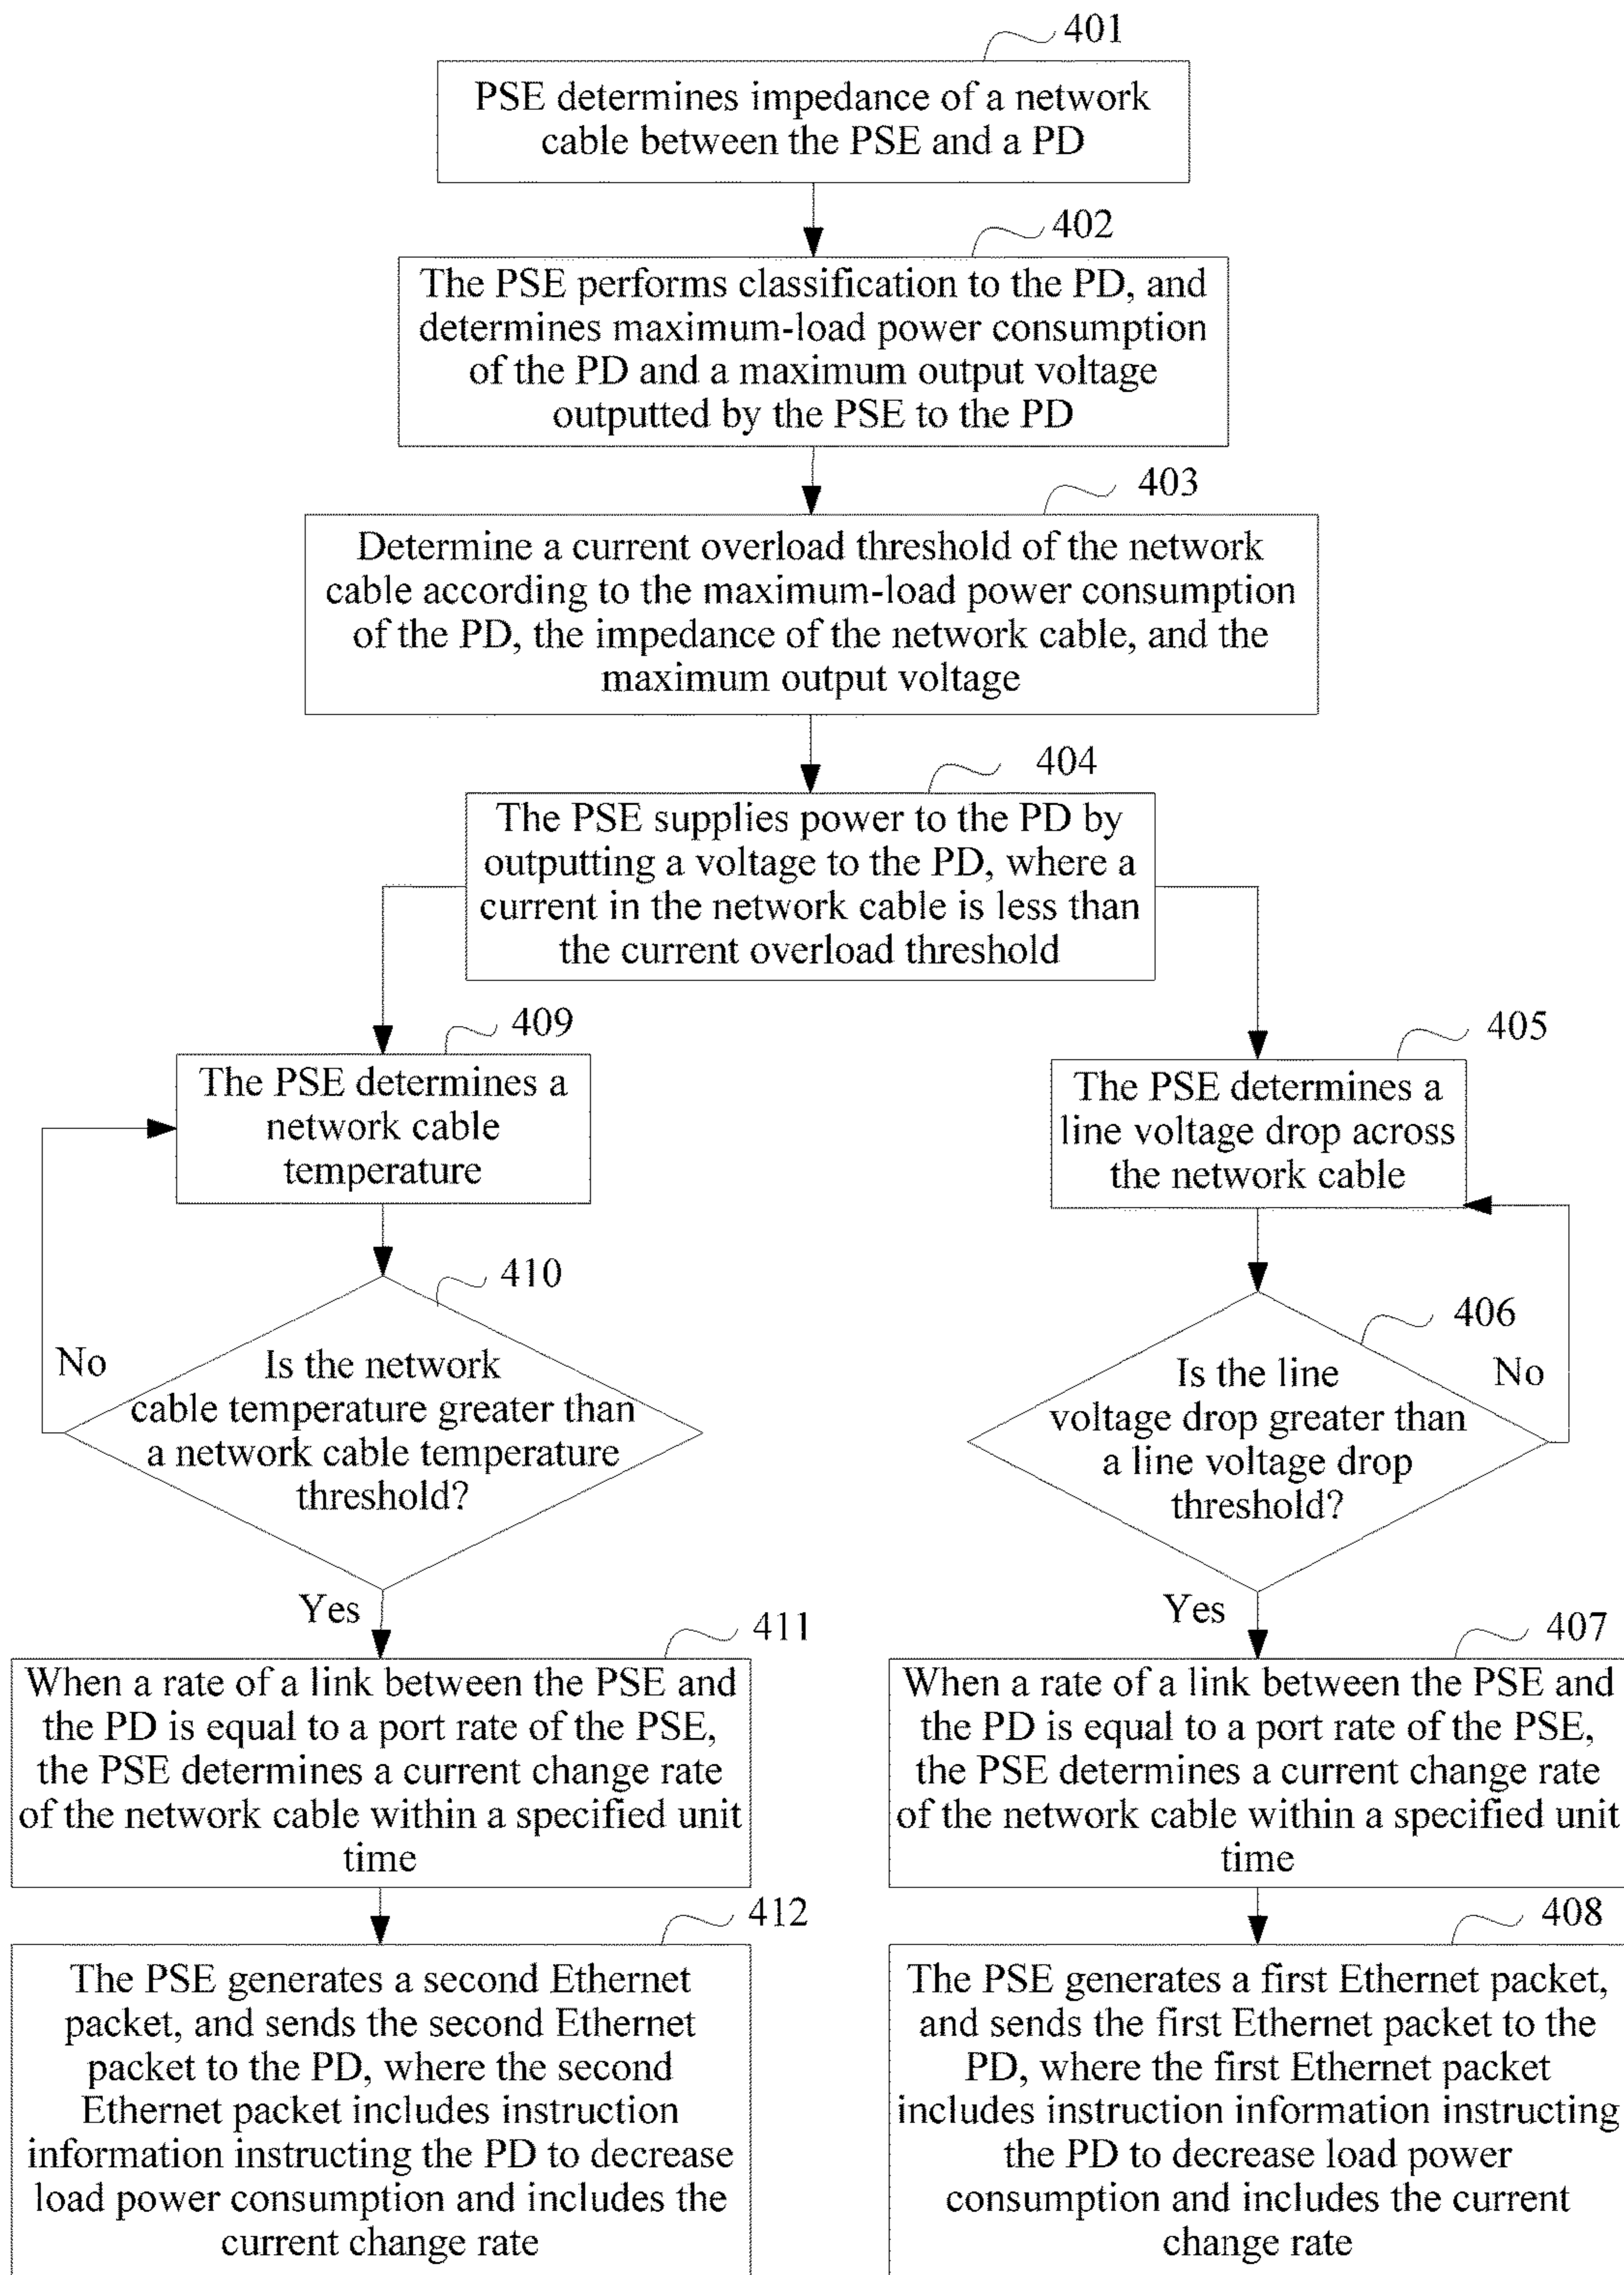 401
PSE determines impedance of a network
cable between the PSE and a PD
402
The PSE performs classification to the PD, and
determines maximum-load power consumption
of the PD and a maximum output voltage
outputted by the PSE to the PD
403
Determine a current overload threshold of the network
cable according to the maximum-load power consumption
of the PD, the impedance of the network cable, and the
maximum output voltage
404
The PSE supplies power to the PD by
outputting a voltage to the PD, where a
current in the network cable is less than
the current overload threshold
409
The PSE determines a
network cable
temperature
410
Is the network
cable temperature greater than
a network cable temperature
threshold?
No
Yes
411
When a rate of a link between the PSE and
the PD is equal to a port rate of the PSE,
the PSE determines a current change rate
of the network cable within a specified unit
time
412
The PSE generates a second Ethernet
packet, and sends the second Ethernet
packet to the PD, where the second
Ethernet packet includes instruction
information instructing the PD to decrease
load power consumption and includes the
current change rate
405
The PSE determines a
line voltage drop across
the network cable
406
Is the line
voltage drop greater than
a line voltage drop
threshold?
No
Yes
407
When a rate of a link between the PSE and
the PD is equal to a port rate of the PSE,
the PSE determines a current change rate
of the network cable within a specified unit
time
408
The PSE generates a first Ethernet packet,
and sends the first Ethernet packet to the
PD, where the first Ethernet packet
includes instruction information instructing
the PD to decrease load power
consumption and includes the current
change rate